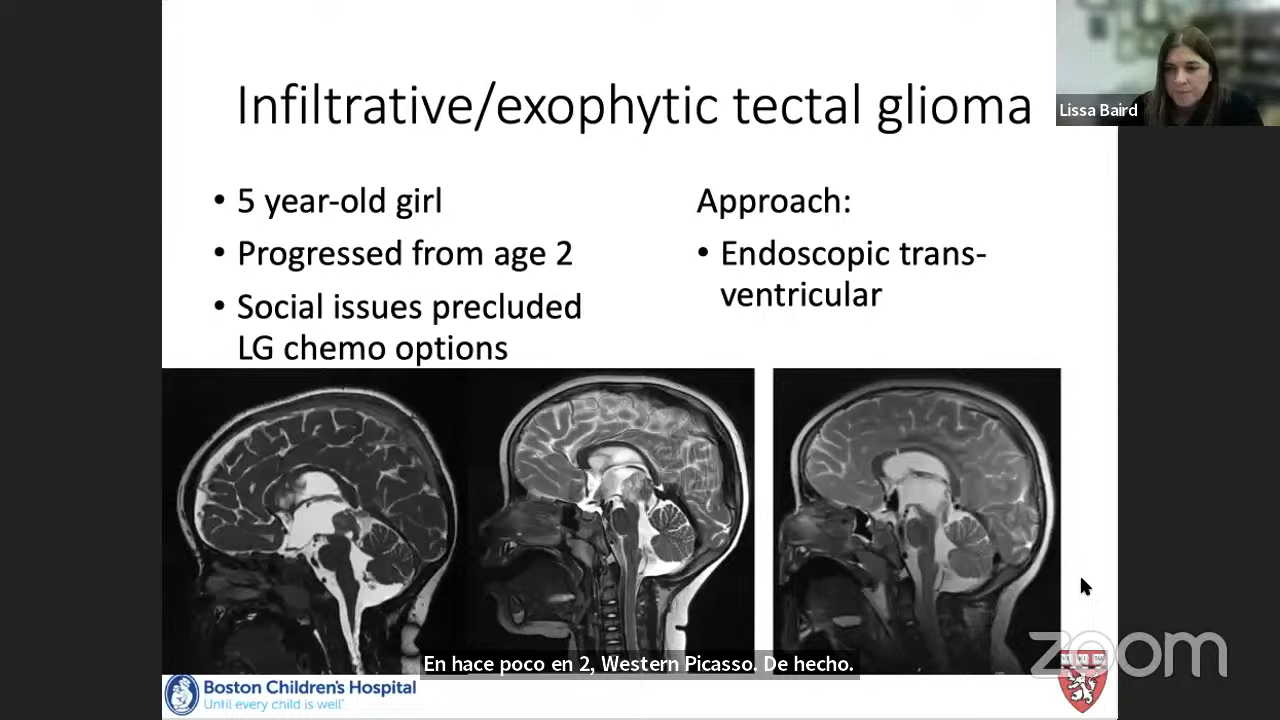 Infiltrative/exophytic tectal glioma
Lissa Baird
• 5 year-old girl
• Progressed from age 2
• Social issues precluded
LG chemo options
Approach:
• Endoscopic trans-
ventricular
En hace poco en 2, Western Picasso. De hecho.
zoom
Boston Children's Hospital
Until every child is well™